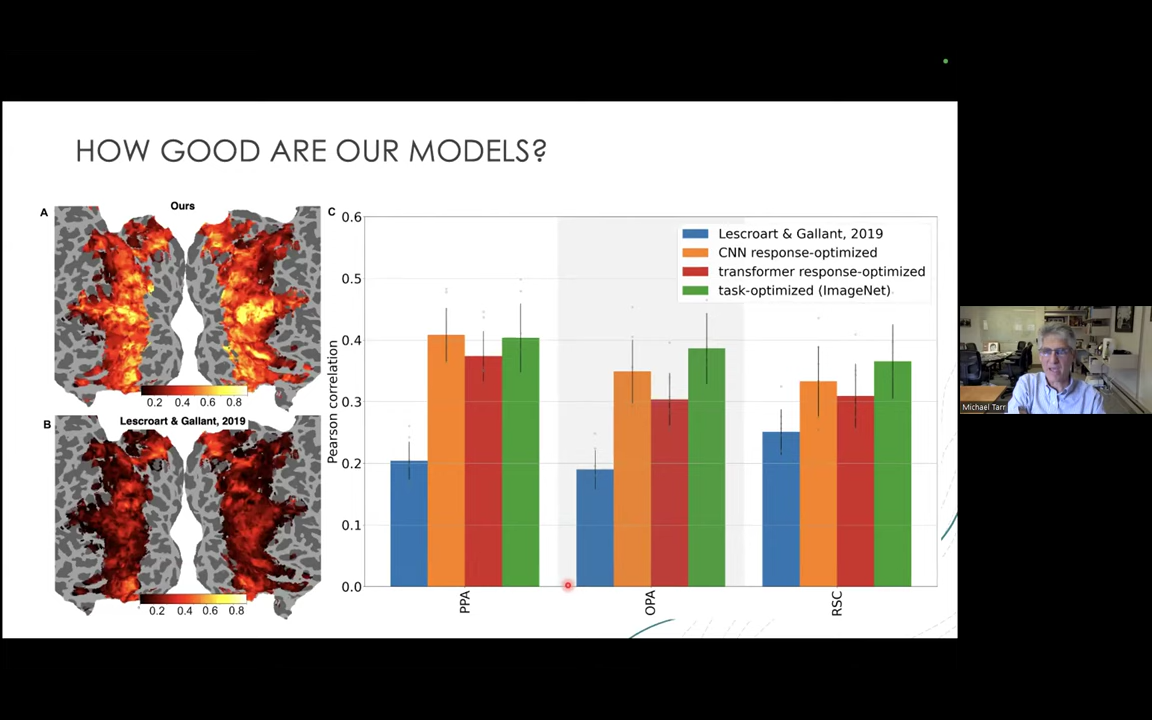 HOW GOOD ARE OUR MODELS?
A
Ours
0.2 0.4 0.6 0.8
B
Lescroart & Gallant, 2019
0.2 0.4 0.6 0.8
C
Pearson correlation
0.6
0.5
0.4
0.3
0.2
0.1
0.0
Lescroart & Gallant, 2019
CNN response-optimized
transformer response-optimized
task-optimized (ImageNet)
PPA
OPA
RSC
Michael Tarr